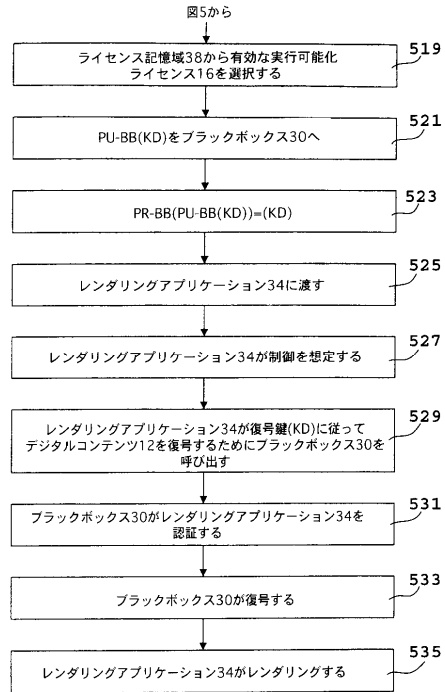 図5から
ライセンス記憶域38から有効な実行可能化
ライセンス16を選択する
519
PU-BB(KD)をブラックボックス30へ
521
PR-BB(PU-BB(KD))=(KD)
523
レンダリングアプリケーション34に渡す
525
レンダリングアプリケーション34が制御を想定する
527
レンダリングアプリケーション34が復号鍵(KD)に従って
デジタルコンテンツ12を復号するためにブラックボックス30を
呼び出す
529
ブラックボックス30がレンダリングアプリケーション34を
認証する
531
ブラックボックス30が復号する
533
レンダリングアプリケーション34がレンダリングする
535